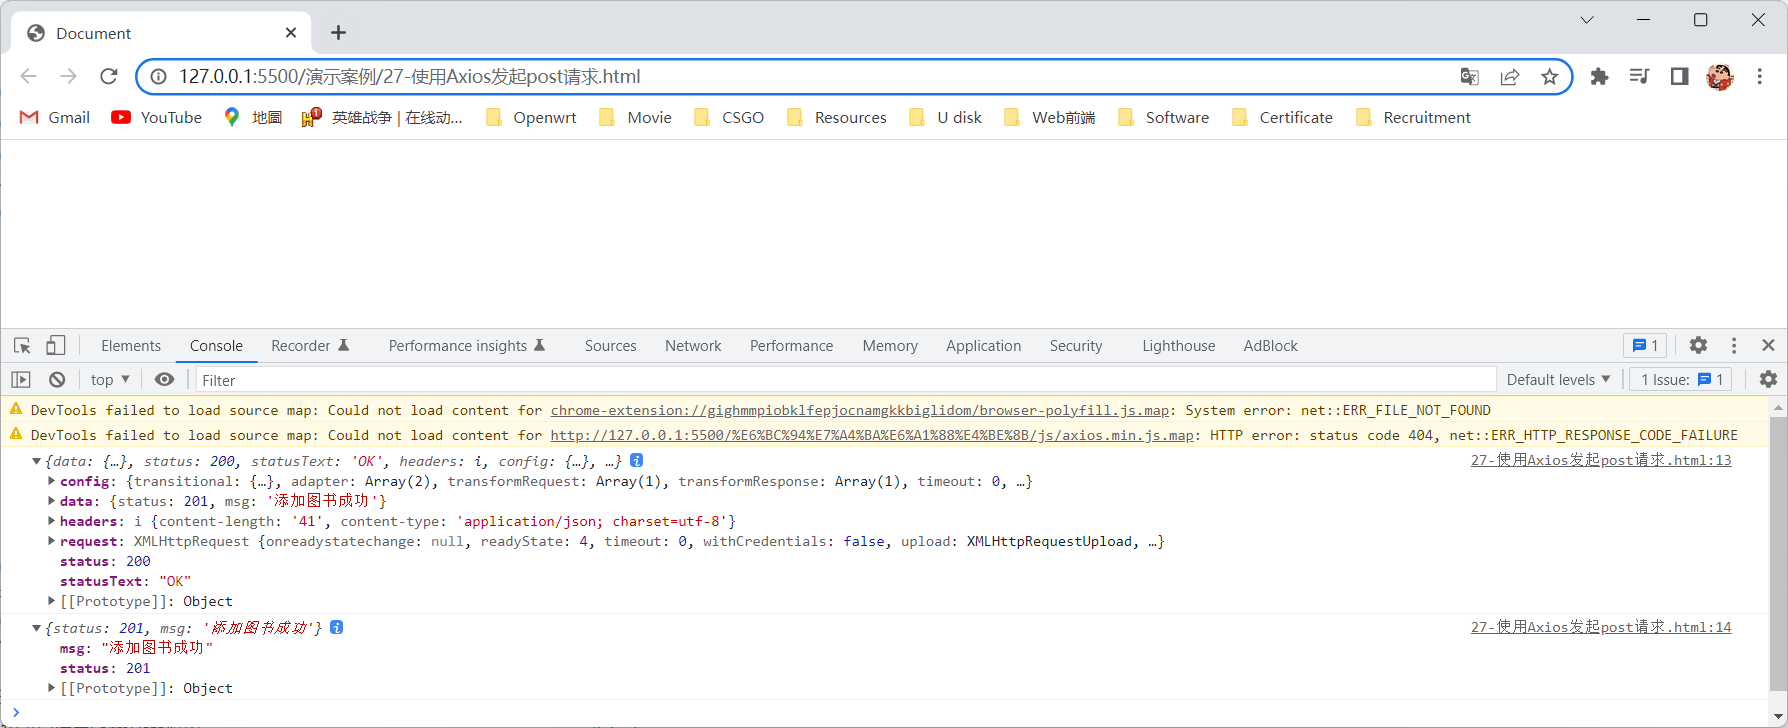 Document
127.0.0.1:5500/演示案例/27-使用Axios发起post请求.html
Gmail YouTube 地圖 英雄战争 | 在线动... Openwrt Movie CSGO Resources U disk Web前端 Software Certificate Recruitment
Elements Console Recorder Performance insights Sources Network Performance Memory Application Security Lighthouse AdBlock 1
top Filter Default levels 1 Issue: 1
DevTools failed to load source map: Could not load content for chrome-extension://gighmmpiobklfepjocnamgkkbiglidom/browser-polyfill.js.map: System error: net::ERR_FILE_NOT_FOUND
DevTools failed to load source map: Could not load content for http://127.0.0.1:5500/%E6%BC%94%E7%A4%BA%E6%A1%88%E4%BE%8B/js/axios.min.js.map: HTTP error: status code 404, net::ERR_HTTP_RESPONSE_CODE_FAILURE
{data: {…}, status: 200, statusText: 'OK', headers: i, config: {…}, …} 27-使用Axios发起post请求.html:13
config: {transitional: {…}, adapter: Array(2), transformRequest: Array(1), transformResponse: Array(1), timeout: 0, …}
data: {status: 201, msg: '添加图书成功'}
headers: i {content-length: '41', content-type: 'application/json; charset=utf-8'}
request: XMLHttpRequest {onreadystatechange: null, readyState: 4, timeout: 0, withCredentials: false, upload: XMLHttpRequestUpload, …}
status: 200
statusText: "OK"
[[Prototype]]: Object
{status: 201, msg: '添加图书成功'} 27-使用Axios发起post请求.html:14
msg: "添加图书成功"
status: 201
[[Prototype]]: Object